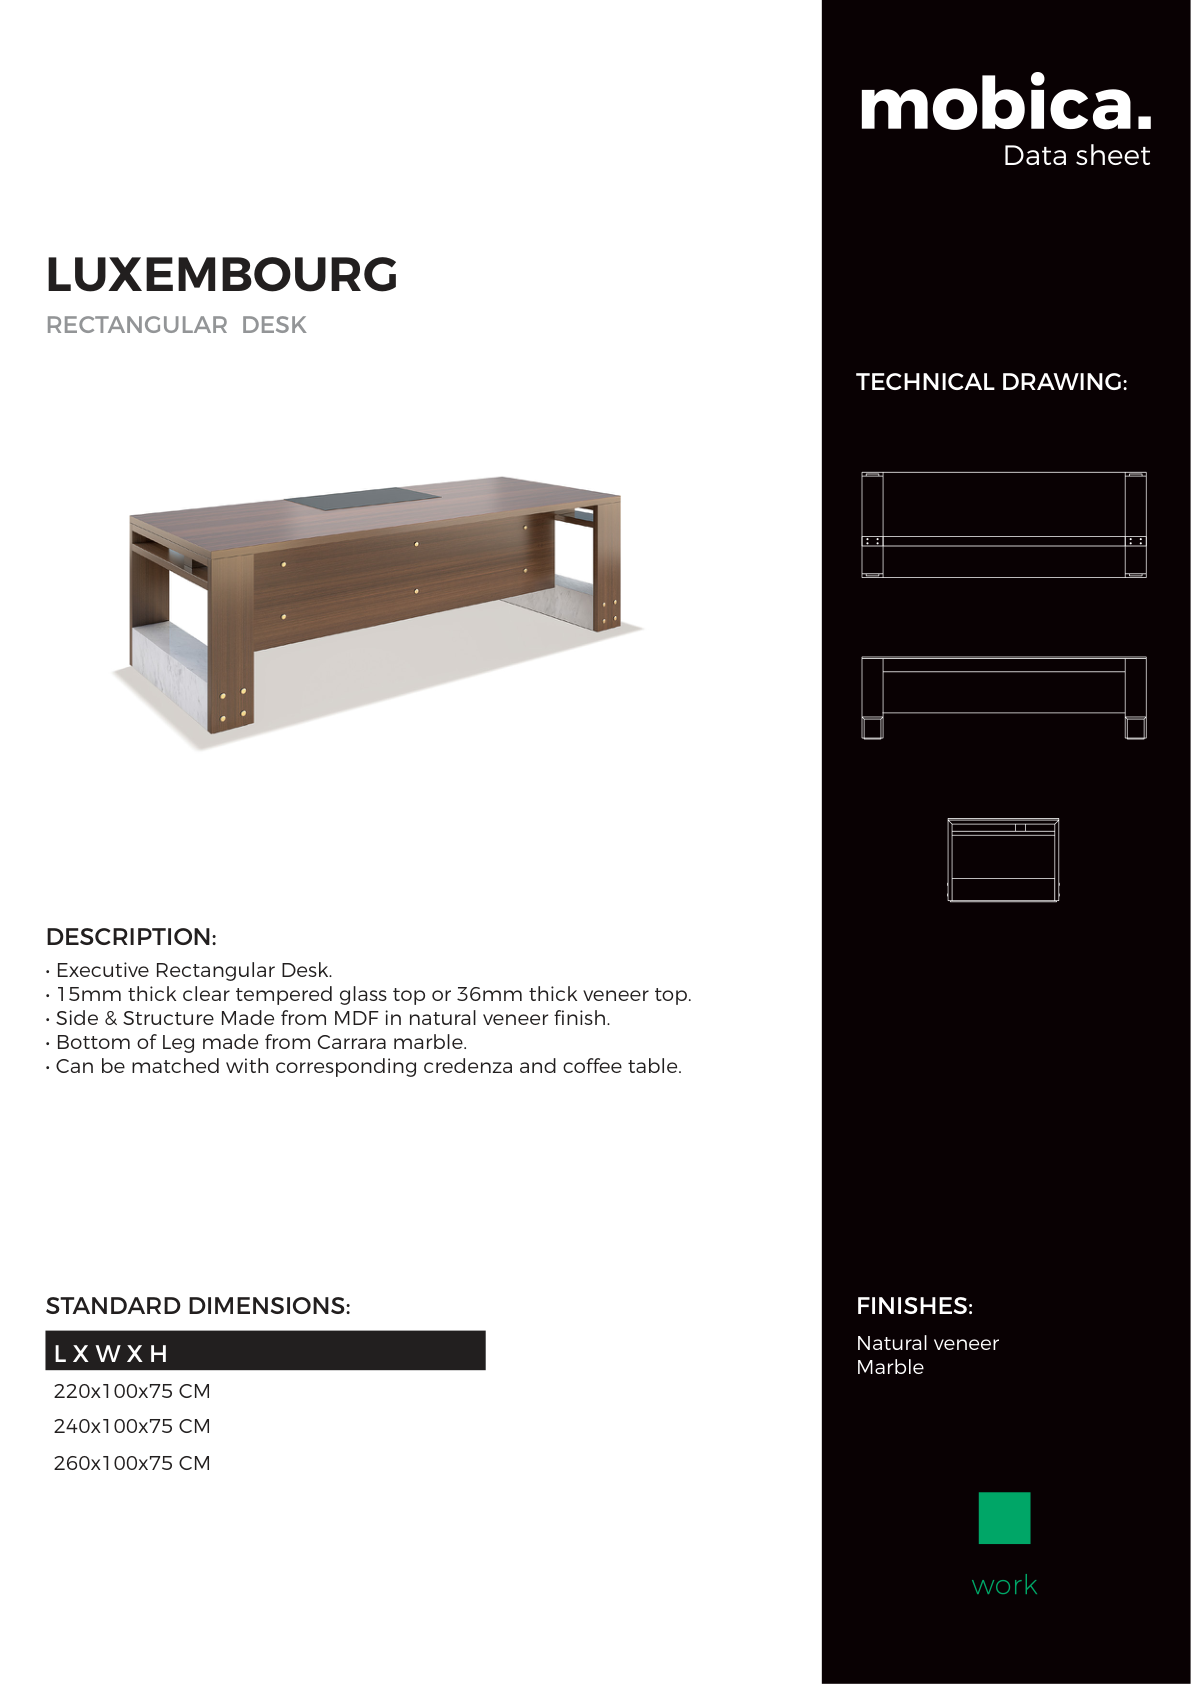 mobica.
Data sheet
LUXEMBOURG
RECTANGULAR DESK
TECHNICAL DRAWING:
DESCRIPTION:
• Executive Rectangular Desk.
• 15mm thick clear tempered glass top or 36mm thick veneer top.
• Side & Structure Made from MDF in natural veneer finish.
• Bottom of Leg made from Carrara marble.
• Can be matched with corresponding credenza and coffee table.
STANDARD DIMENSIONS:
L X W X H
220x100x75 CM
240x100x75 CM
260x100x75 CM
FINISHES:
Natural veneer
Marble
work